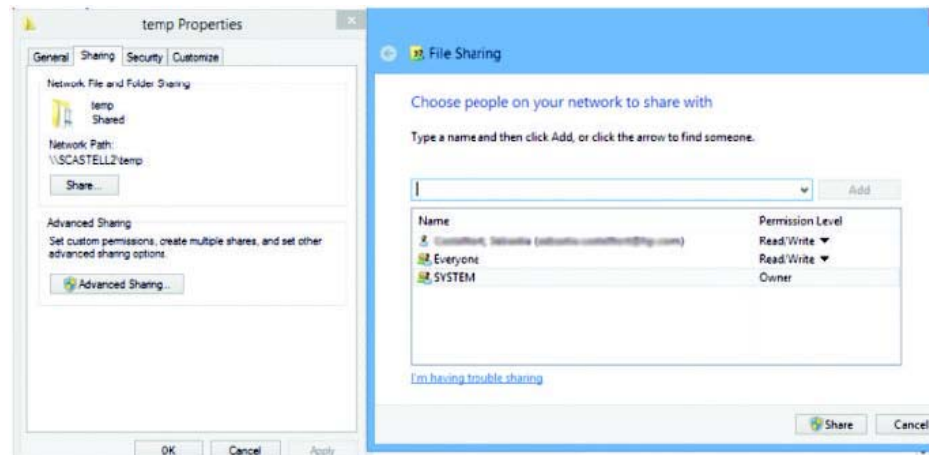 temp Properties
General Sharing Security Customize
Network File and Folder Sharing
temp
Shared
Network Path:
\\SCASTELL2\temp
Share...
Advanced Sharing
Set custom permissions, create multiple shares, and set other
advanced sharing options.
Advanced Sharing...
OK Cancel Apply
File Sharing
Choose people on your network to share with
Type a name and then click Add, or click the arrow to find someone.
Add
Name Permission Level
Read/Write
Everyone Read/Write
SYSTEM Owner
I'm having trouble sharing
Share Cancel